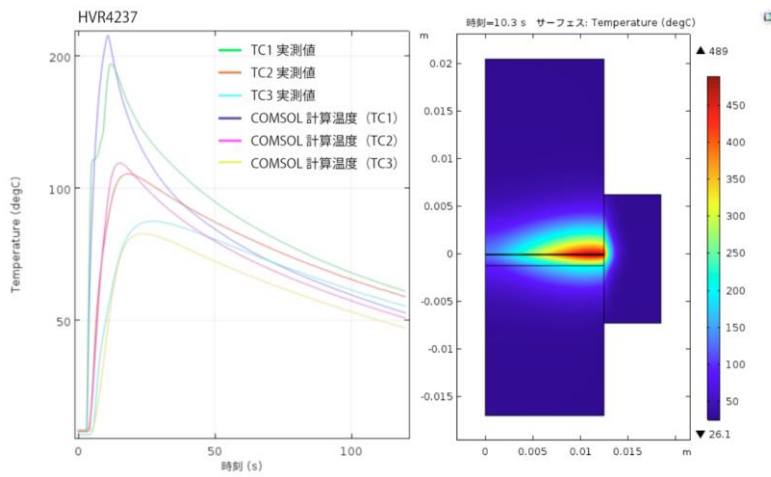 HVR4237
200
100
50
Temperature (degC)
0
50
100
時刻 (s)
TC1 実測値
TC2 実測値
TC3 実測値
COMSOL 計算温度（TC1）
COMSOL 計算温度（TC2）
COMSOL 計算温度（TC3）
時刻=10.3 s サーフェス: Temperature (degC)
m
0.02
0.015
0.01
0.005
0
-0.005
-0.01
-0.015
0
0.005
0.01
0.015
m
▲ 489
450
400
350
300
250
200
150
100
50
▼ 26.1